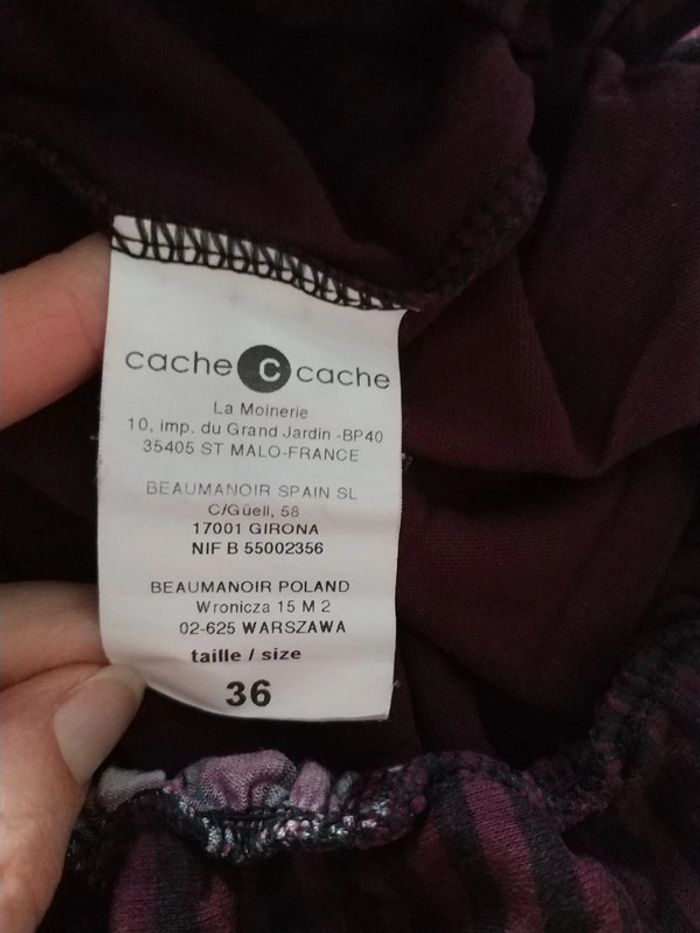 cache c cache
La Moinerie
10, imp. du Grand Jardin -BP40
35405 ST MALO-FRANCE
BEAUMANOIR SPAIN SL
C/Güell, 58
17001 GIRONA
NIF B 55002356
BEAUMANOIR POLAND
Wronicza 15 M 2
02-625 WARSZAWA
taille / size
36